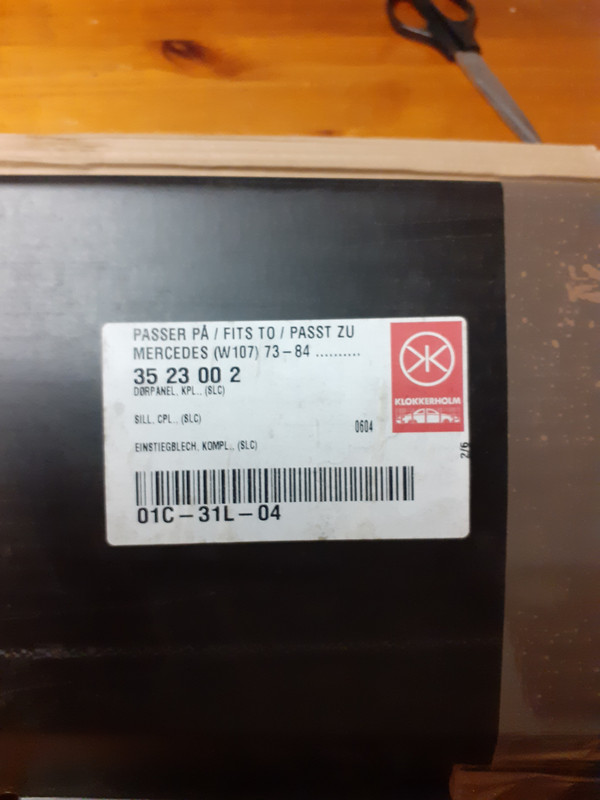 PASSER PÅ / FITS TO / PASST ZU
MERCEDES (W107) 73–84 ..........
35 23 00 2
DØRPANEL, KPL., (SLC)
SILL, CPL., (SLC)
0604
EINSTIEGBLECH, KOMPL., (SLC)
01C–31L–04
KLOKKERHOLM
2/6